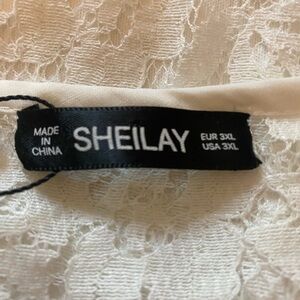 MADE
IN
CHINA
SHEILAY
EUR 3XL
USA 3XL